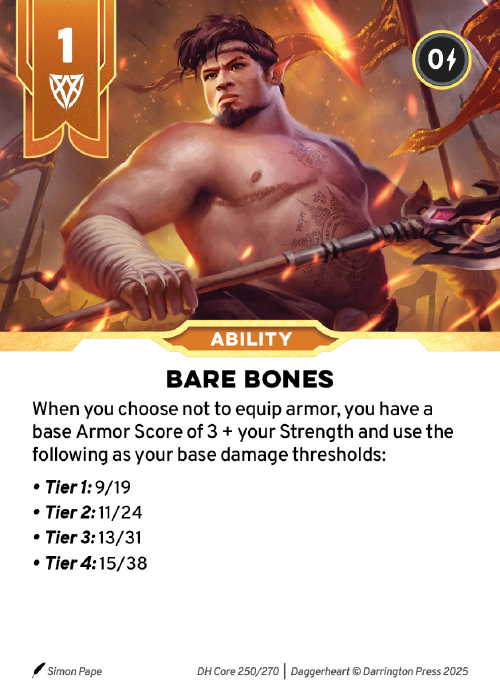 1
0
ABILITY
BARE BONES
When you choose not to equip armor, you have a
base Armor Score of 3 + your Strength and use the
following as your base damage thresholds:
• Tier 1: 9/19
• Tier 2: 11/24
• Tier 3: 13/31
• Tier 4: 15/38
Simon Pape
DH Core 250/270 | Daggerheart © Darrington Press 2025